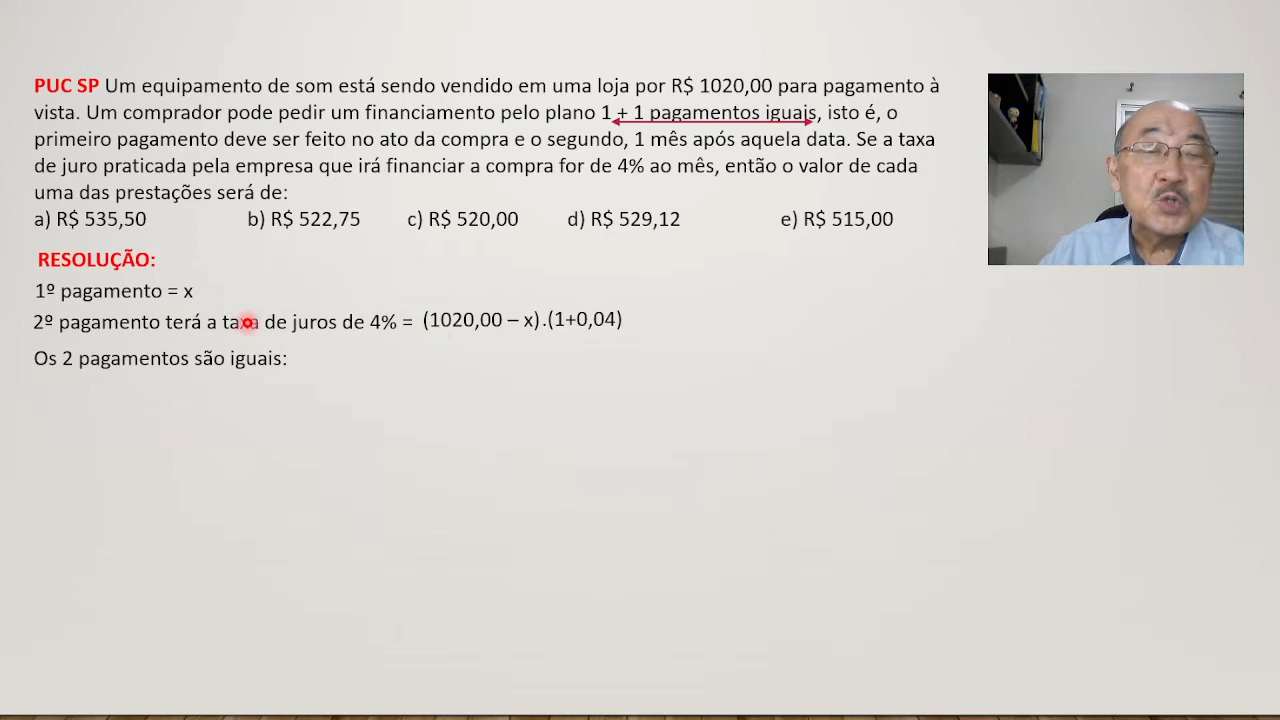 PUC SP Um equipamento de som está sendo vendido em uma loja por R$ 1020,00 para pagamento à
vista. Um comprador pode pedir um financiamento pelo plano 1 + 1 pagamentos iguais, isto é, o
primeiro pagamento deve ser feito no ato da compra e o segundo, 1 mês após aquela data. Se a taxa
de juro praticada pela empresa que irá financiar a compra for de 4% ao mês, então o valor de cada
uma das prestações será de:
a) R$ 535,50 b) R$ 522,75 c) R$ 520,00 d) R$ 529,12 e) R$ 515,00
RESOLUÇÃO:
1º pagamento = x
2º pagamento terá a taxa de juros de 4% = (1020,00 – x).(1+0,04)
Os 2 pagamentos são iguais: